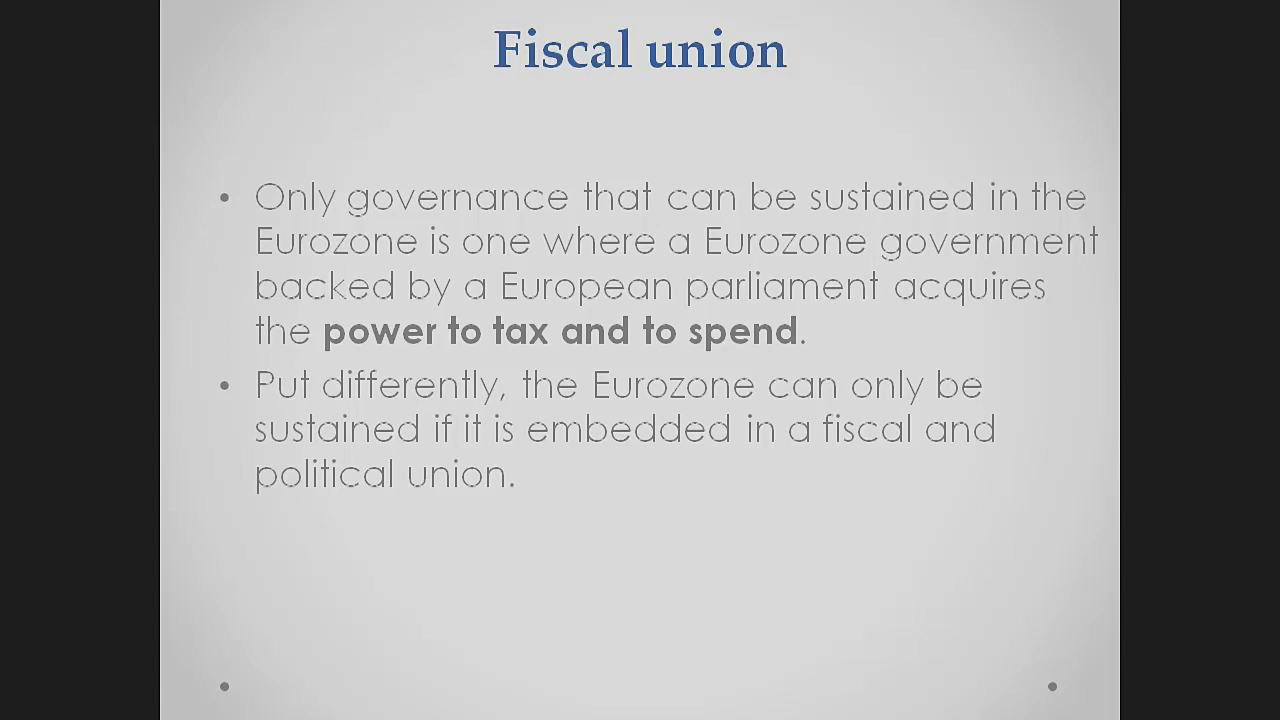 Fiscal union
• Only governance that can be sustained in the
Eurozone is one where a Eurozone government
backed by a European parliament acquires
the power to tax and to spend.
• Put differently, the Eurozone can only be
sustained if it is embedded in a fiscal and
political union.